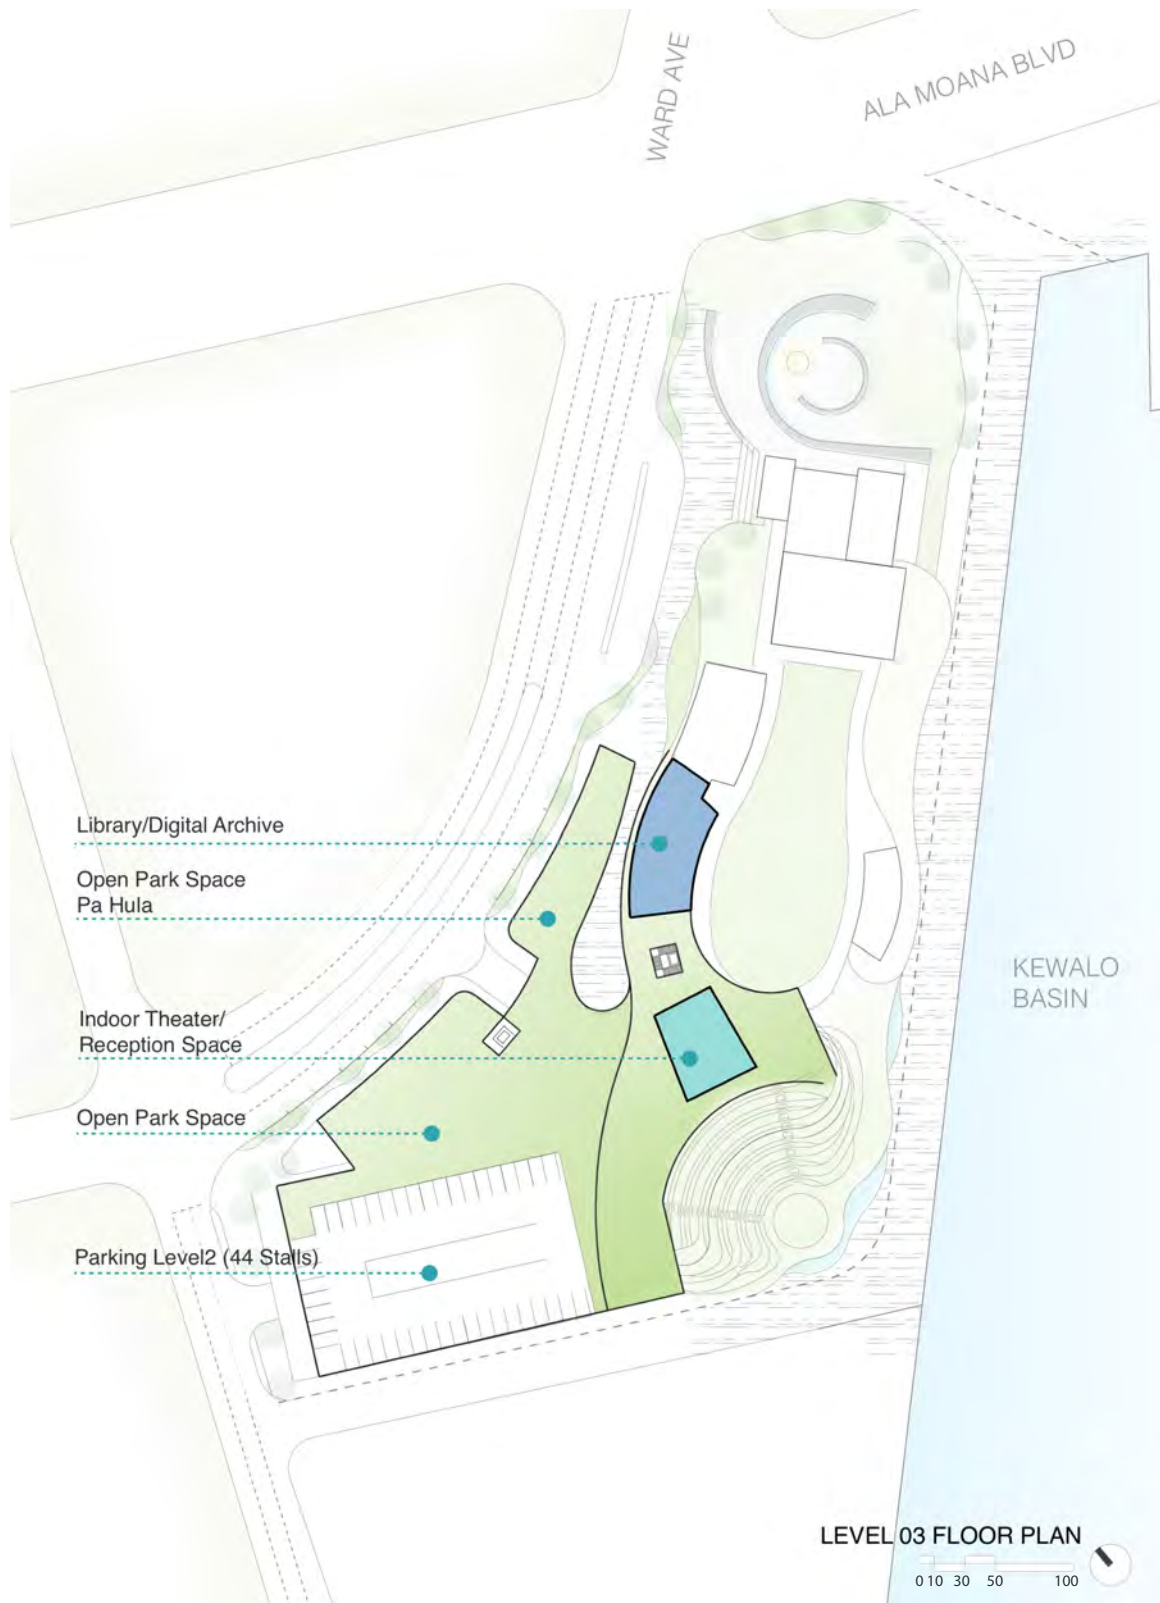 WARD AVE
ALA MOANA BLVD
Library/Digital Archive
Open Park Space
Pa Hula
KEWALO
BASIN
Indoor Theater/
Reception Space
Open Park Space
Parking Level2 (44 Stalls)
LEVEL 03 FLOOR PLAN
0 10 30 50 100